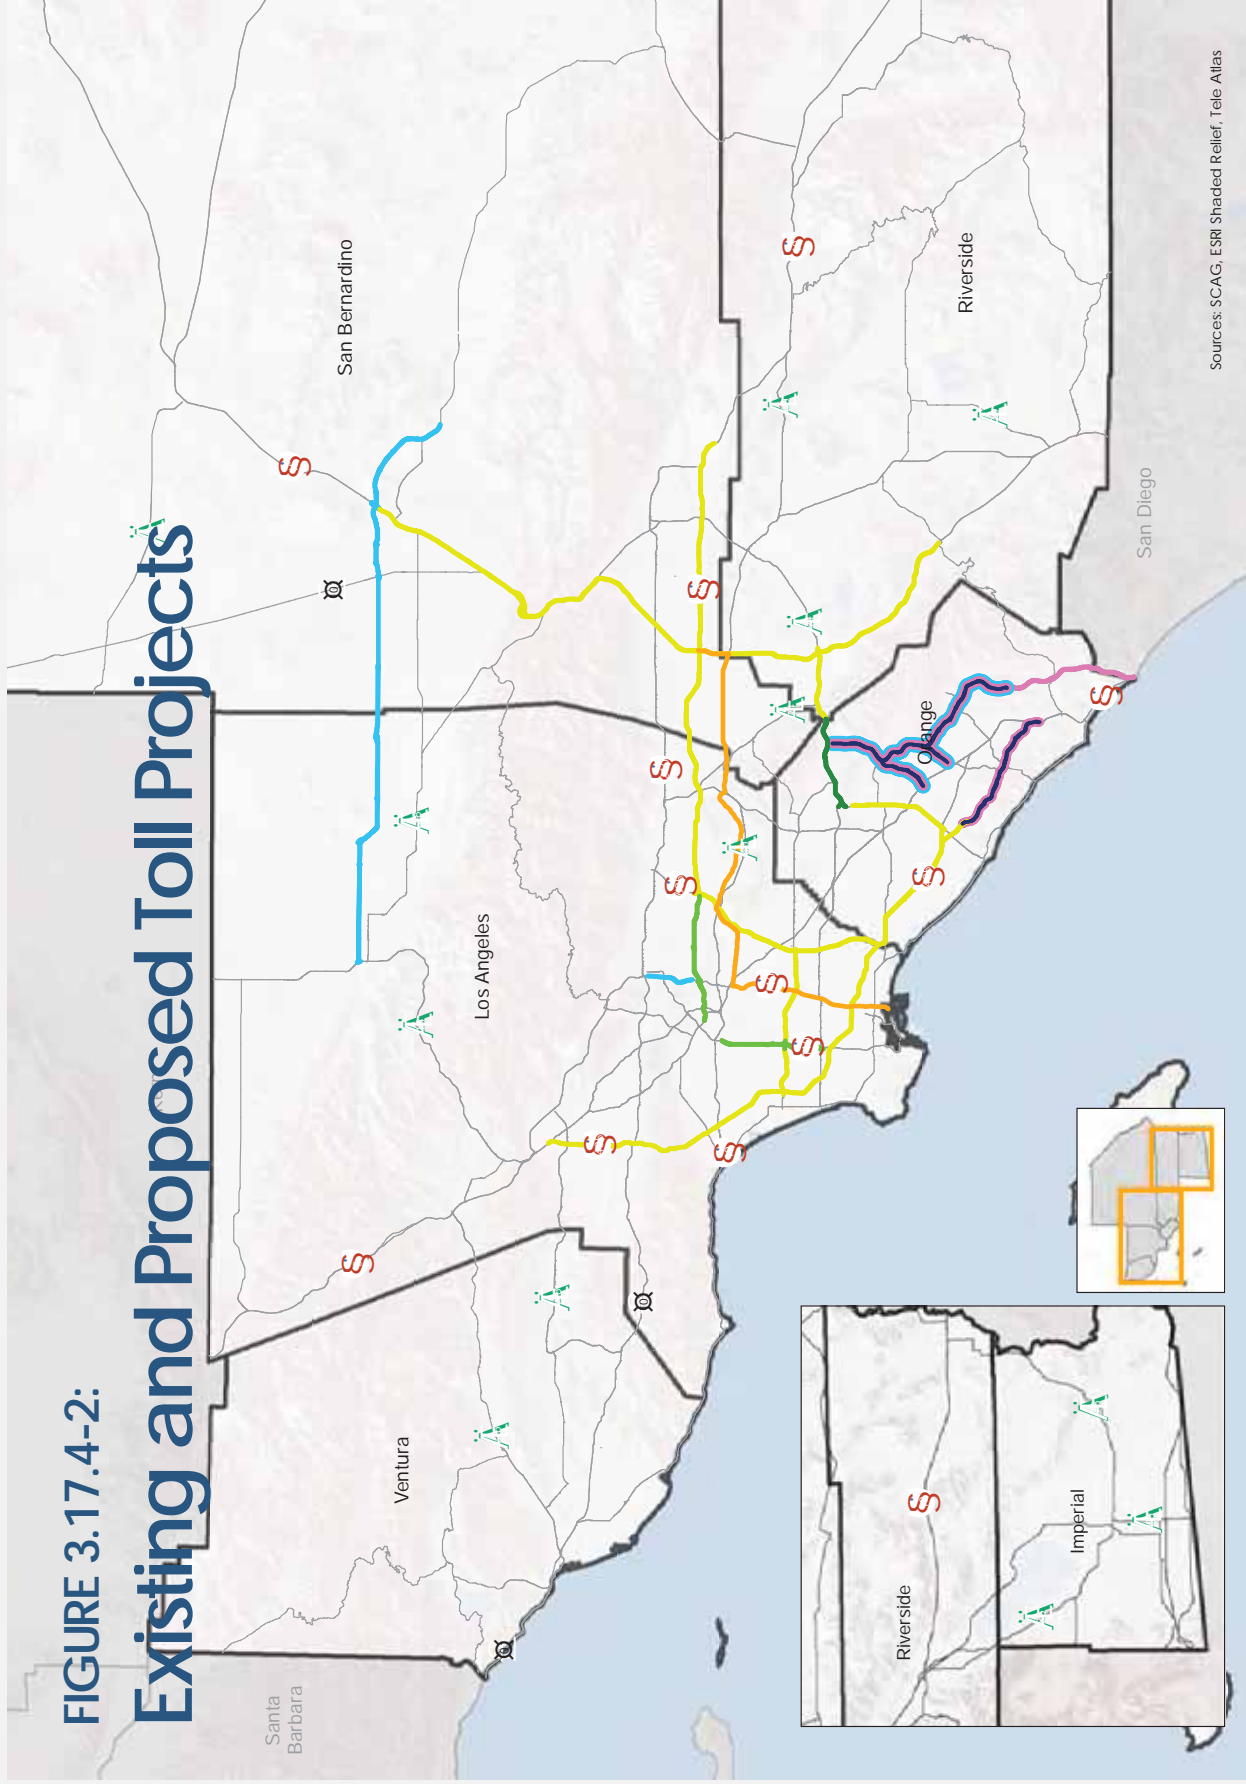 FIGURE 3.17.4-2:
Existing and Proposed Toll Projects
San Bernardino
Los Angeles
Ventura
Santa
Barbara
Riverside
Orange
San Diego
Riverside
Imperial
Sources: SCAG, ESRI Shaded Relief, Tele Atlas